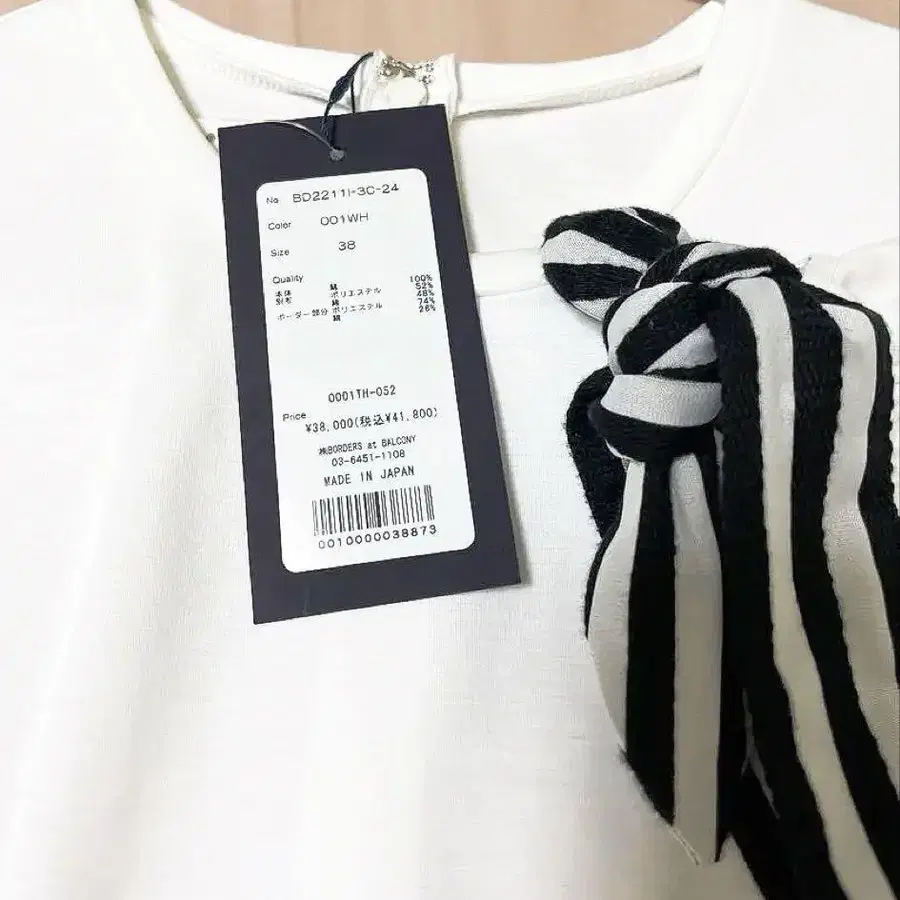 No BD2211I-3C-24
Color 001WH
Size 38
Quality
本体 綿 100%
別布 ポリエステル 52%
綿 48%
ボーダー部分 ポリエステル 74%
綿 26%
0001TH-052
Price ¥38,000(税込¥41,800)
㈱BORDERS at BALCONY
03-6451-1108
MADE IN JAPAN
0010000038873